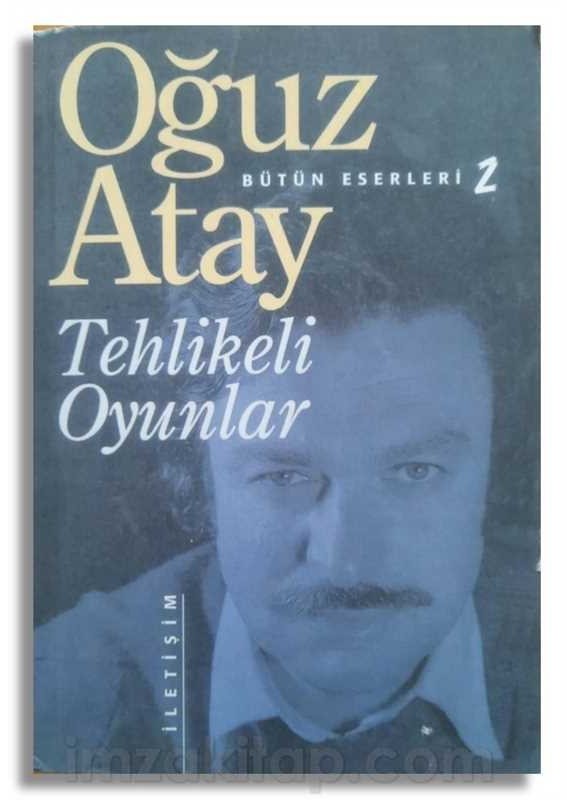 Oğuz
BÜTÜN ESERLERİ 2
Atay
Tehlikeli
Oyunlar
İLETİŞİM
imzakitap.com